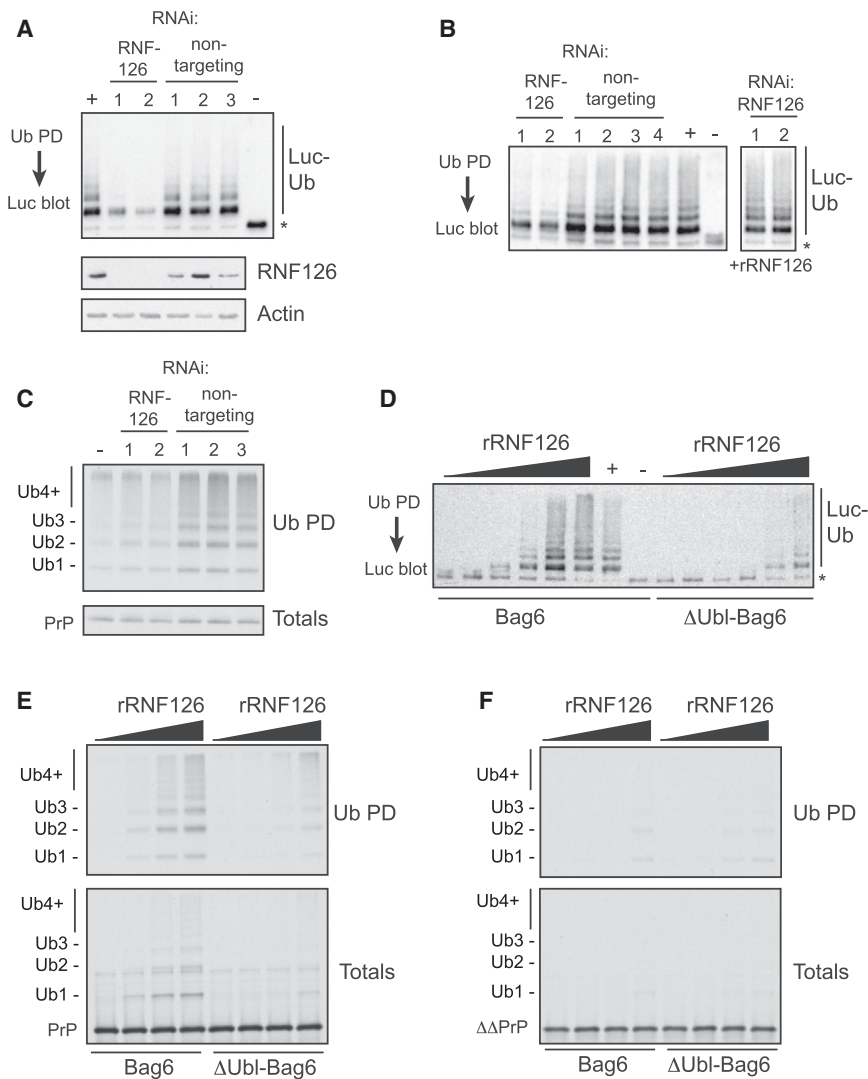 A
RNAi:
RNF-
126
non-
targeting
+ 1 2 1 2 3 -
Ub PD
Luc blot
Luc-
Ub
*
RNF126
Actin
B
RNAi:
RNF-
126
non-
targeting
1 2 1 2 3 4 + -
RNAi:
RNF126
1 2
Ub PD
Luc blot
Luc-
Ub
*
+rRNF126
C
RNAi:
RNF-
126
non-
targeting
- 1 2 1 2 3
Ub4+
Ub3 -
Ub2 -
Ub1 -
Ub PD
PrP
Totals
D
rRNF126 rRNF126
+ -
Ub PD
Luc blot
Luc-
Ub
*
Bag6 ΔUbl-Bag6
E
rRNF126 rRNF126
Ub4+
Ub3 -
Ub2 -
Ub1 -
Ub PD
Ub4+
Ub3 -
Ub2 -
Ub1 -
PrP
Totals
Bag6 ΔUbl-Bag6
F
rRNF126 rRNF126
Ub4+
Ub3 -
Ub2 -
Ub1 -
Ub PD
Ub4+
Ub3 -
Ub2 -
Ub1 -
ΔΔPrP
Totals
Bag6 ΔUbl-Bag6